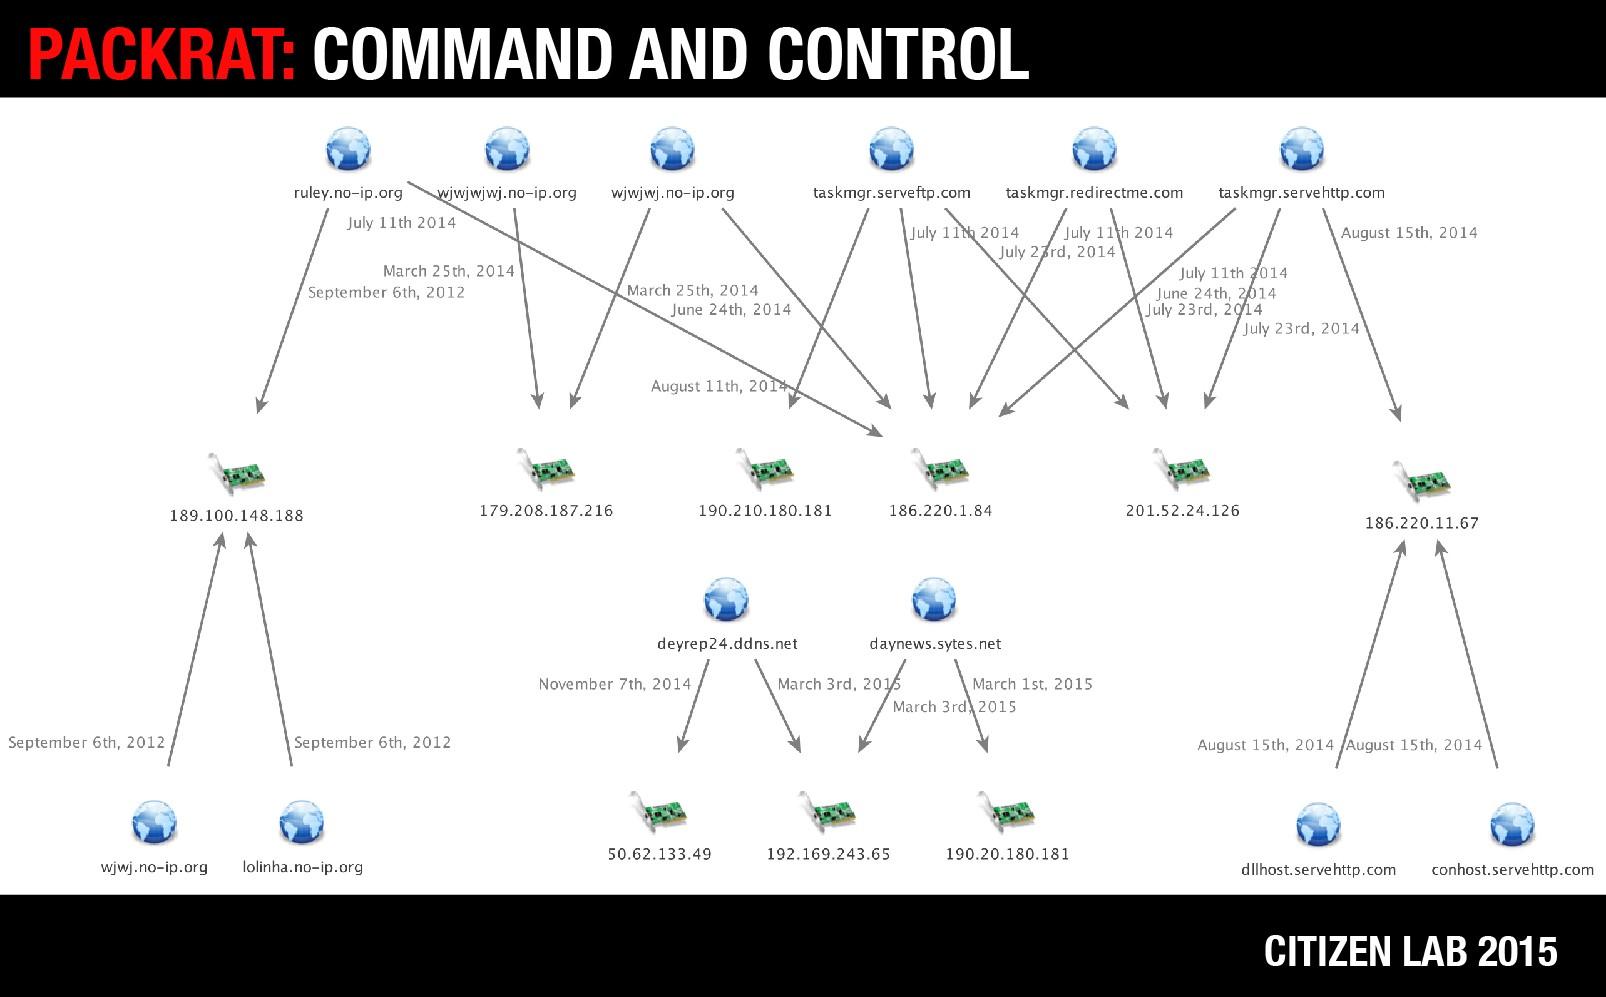 PACKRAT: COMMAND AND CONTROL
ruley.no-ip.org
wjwjwjwj.no-ip.org
wjwjwj.no-ip.org
taskmgr.serveftp.com
taskmgr.redirectme.com
taskmgr.servehttp.com
July 11th 2014
July 11th 2014
July 11th 2014
August 15th, 2014
July 23rd, 2014
March 25th, 2014
July 11th 2014
September 6th, 2012
March 25th, 2014
June 24th, 2014
June 24th, 2014
July 23rd, 2014
July 23rd, 2014
August 11th, 2014
189.100.148.188
179.208.187.216
190.210.180.181
186.220.1.84
201.52.24.126
186.220.11.67
deyrep24.ddns.net
daynews.sytes.net
November 7th, 2014
March 3rd, 2015
March 1st, 2015
March 3rd, 2015
September 6th, 2012
September 6th, 2012
August 15th, 2014
August 15th, 2014
50.62.133.49
192.169.243.65
190.20.180.181
wjwj.no-ip.org
lolinha.no-ip.org
dllhost.servehttp.com
conhost.servehttp.com
CITIZEN LAB 2015